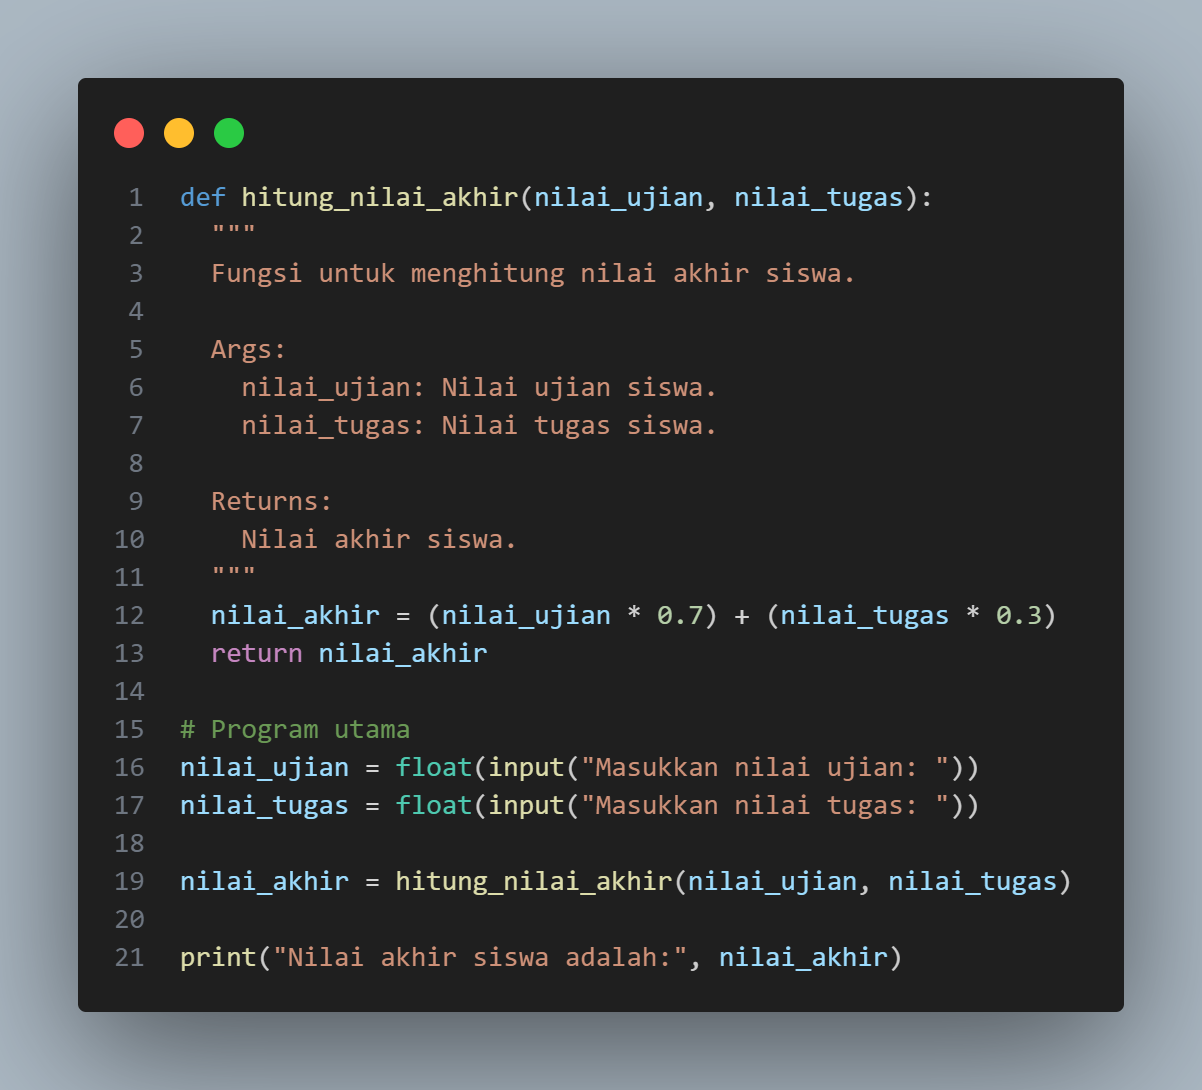 1 def hitung_nilai_akhir(nilai_ujian, nilai_tugas):
2   """
3   Fungsi untuk menghitung nilai akhir siswa.
4
5   Args:
6     nilai_ujian: Nilai ujian siswa.
7     nilai_tugas: Nilai tugas siswa.
8
9   Returns:
10     Nilai akhir siswa.
11   """
12   nilai_akhir = (nilai_ujian * 0.7) + (nilai_tugas * 0.3)
13   return nilai_akhir
14
15 # Program utama
16 nilai_ujian = float(input("Masukkan nilai ujian: "))
17 nilai_tugas = float(input("Masukkan nilai tugas: "))
18
19 nilai_akhir = hitung_nilai_akhir(nilai_ujian, nilai_tugas)
20
21 print("Nilai akhir siswa adalah:", nilai_akhir)